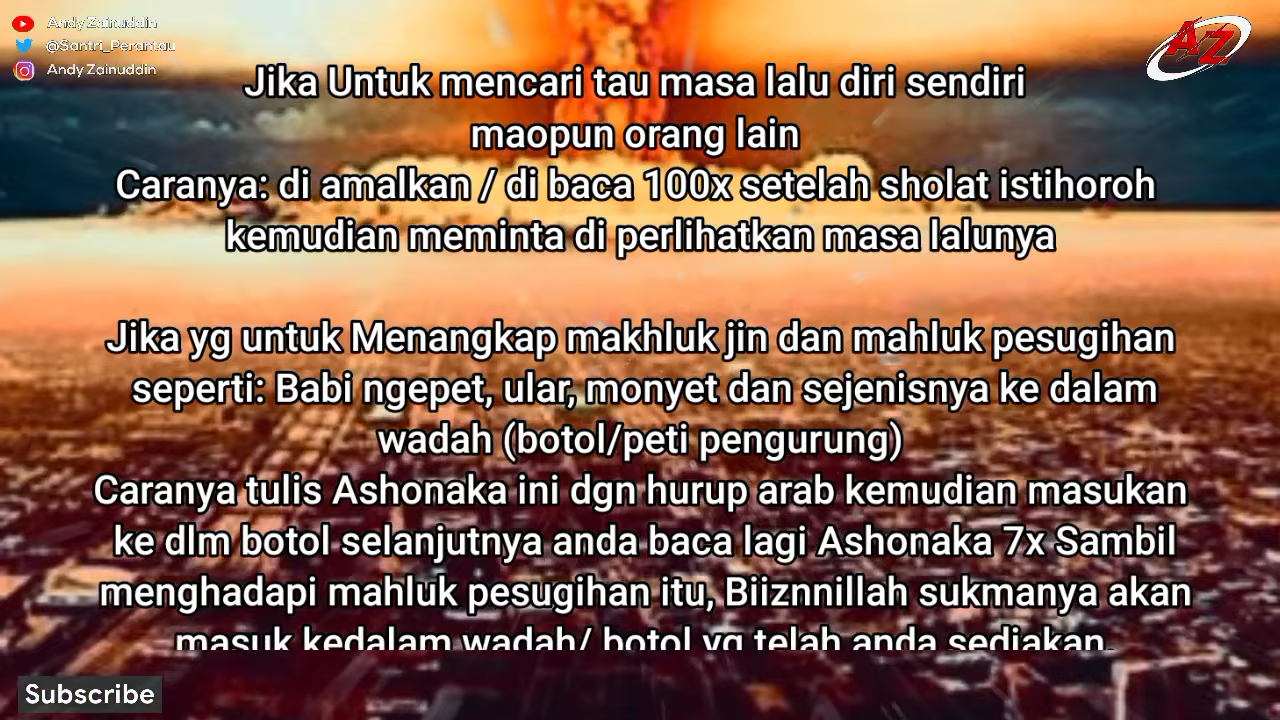 Andy Zainuddin
@Santri_Perantau
Andy Zainuddin
AZ
Jika Untuk mencari tau masa lalu diri sendiri
maopun orang lain
Caranya: di amalkan / di baca 100x setelah sholat istihoroh
kemudian meminta di perlihatkan masa lalunya
Jika yg untuk Menangkap makhluk jin dan mahluk pesugihan
seperti: Babi ngepet, ular, monyet dan sejenisnya ke dalam
wadah (botol/peti pengurung)
Caranya tulis Ashonaka ini dgn hurup arab kemudian masukan
ke dlm botol selanjutnya anda baca lagi Ashonaka 7x Sambil
menghadapi mahluk pesugihan itu, Biiznnillah sukmanya akan
masuk kedalam wadah/ botol yg telah anda sediakan.
Subscribe